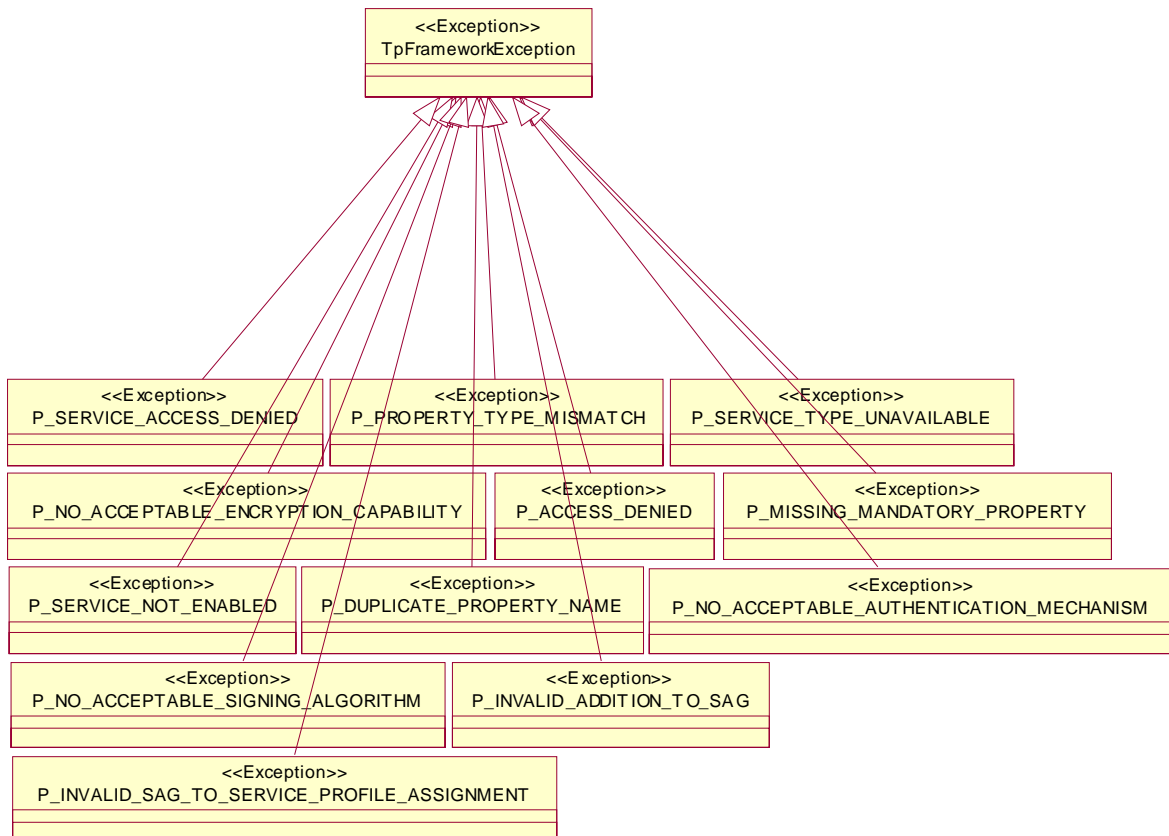 <<Exception>>
TpFrameworkException
<<Exception>>
P_SERVICE_ACCESS_DENIED
<<Exception>>
P_PROPERTY_TYPE_MISMATCH
<<Exception>>
P_SERVICE_TYPE_UNAVAILABLE
<<Exception>>
P_NO_ACCEPTABLE_ENCRYPTION_CAPABILITY
<<Exception>>
P_ACCESS_DENIED
<<Exception>>
P_MISSING_MANDATORY_PROPERTY
<<Exception>>
P_SERVICE_NOT_ENABLED
<<Exception>>
P_DUPLICATE_PROPERTY_NAME
<<Exception>>
P_NO_ACCEPTABLE_AUTHENTICATION_MECHANISM
<<Exception>>
P_NO_ACCEPTABLE_SIGNING_ALGORITHM
<<Exception>>
P_INVALID_ADDITION_TO_SAG
<<Exception>>
P_INVALID_SAG_TO_SERVICE_PROFILE_ASSIGNMENT